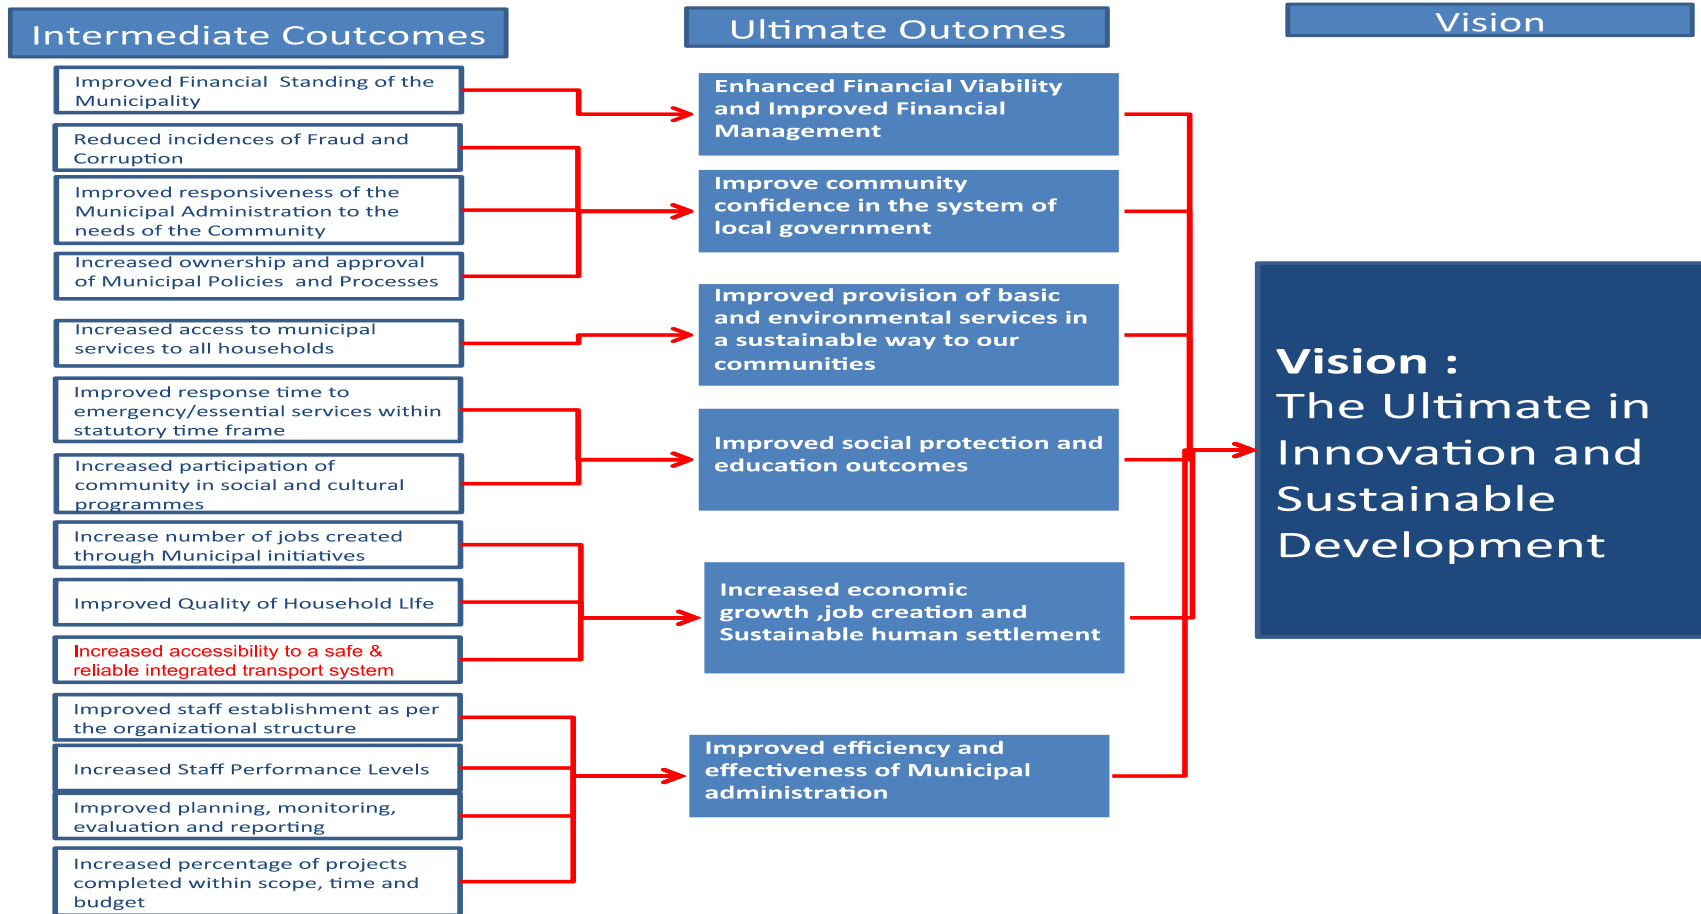 Intermediate Coutcomes
Improved Financial  Standing of the
Municipality
Reduced incidences of Fraud and
Corruption
Improved responsiveness of the
Municipal Administration to the
needs of the Community
Increased ownership and approval
of Municipal Policies  and Processes
Increased access to municipal
services to all households
Improved response time to
emergency/essential services within
statutory time frame
Increased participation of
community in social and cultural
programmes
Increase number of jobs created
through Municipal initiatives
Improved Quality of Household LIfe
Increased accessibility to a safe &
reliable integrated transport system
Improved staff establishment as per
the organizational structure
Increased Staff Performance Levels
Improved planning, monitoring,
evaluation and reporting
Increased percentage of projects
completed within scope, time and
budget
Ultimate Outomes
Enhanced Financial Viability
and Improved Financial
Management
Improve community
confidence in the system of
local government
Improved provision of basic
and environmental services in
a sustainable way to our
communities
Improved social protection and
education outcomes
Increased economic
growth ,job creation and
Sustainable human settlement
Improved efficiency and
effectiveness of Municipal
administration
Vision
Vision :
The Ultimate in
Innovation and
Sustainable
Development